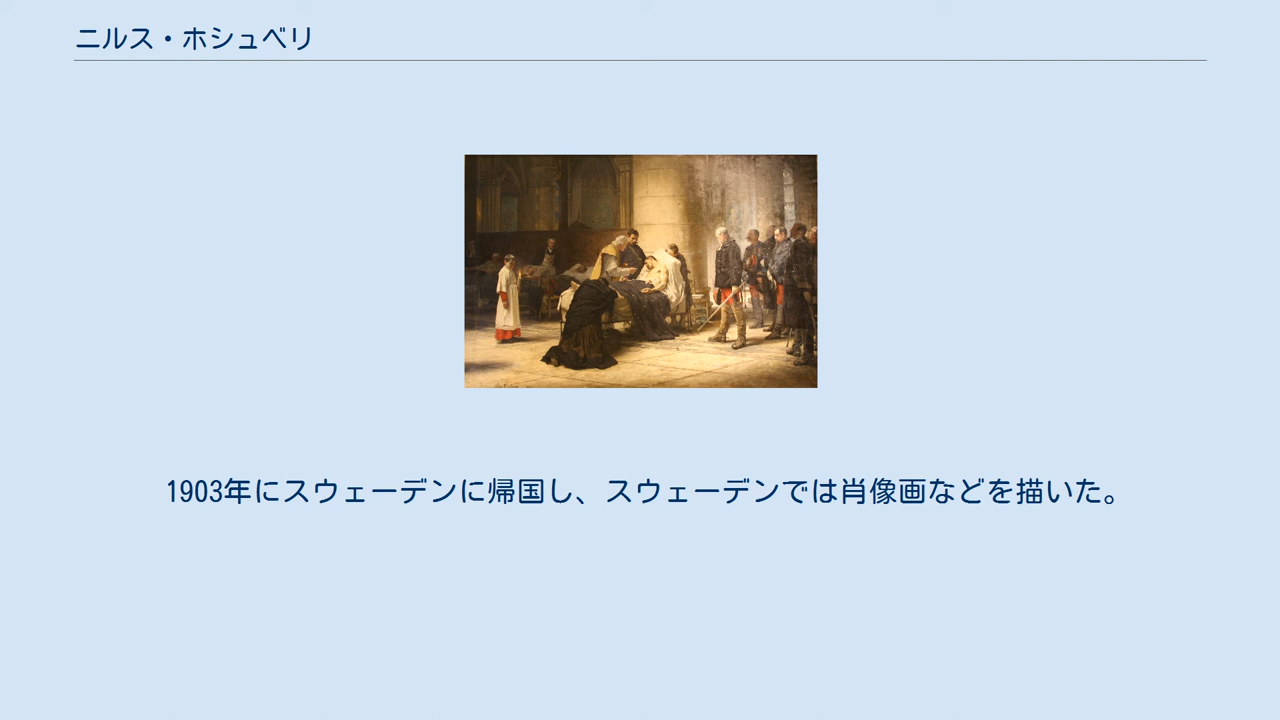 ニルス・ホシュベリ
1903年にスウェーデンに帰国し、スウェーデンでは肖像画などを描いた。